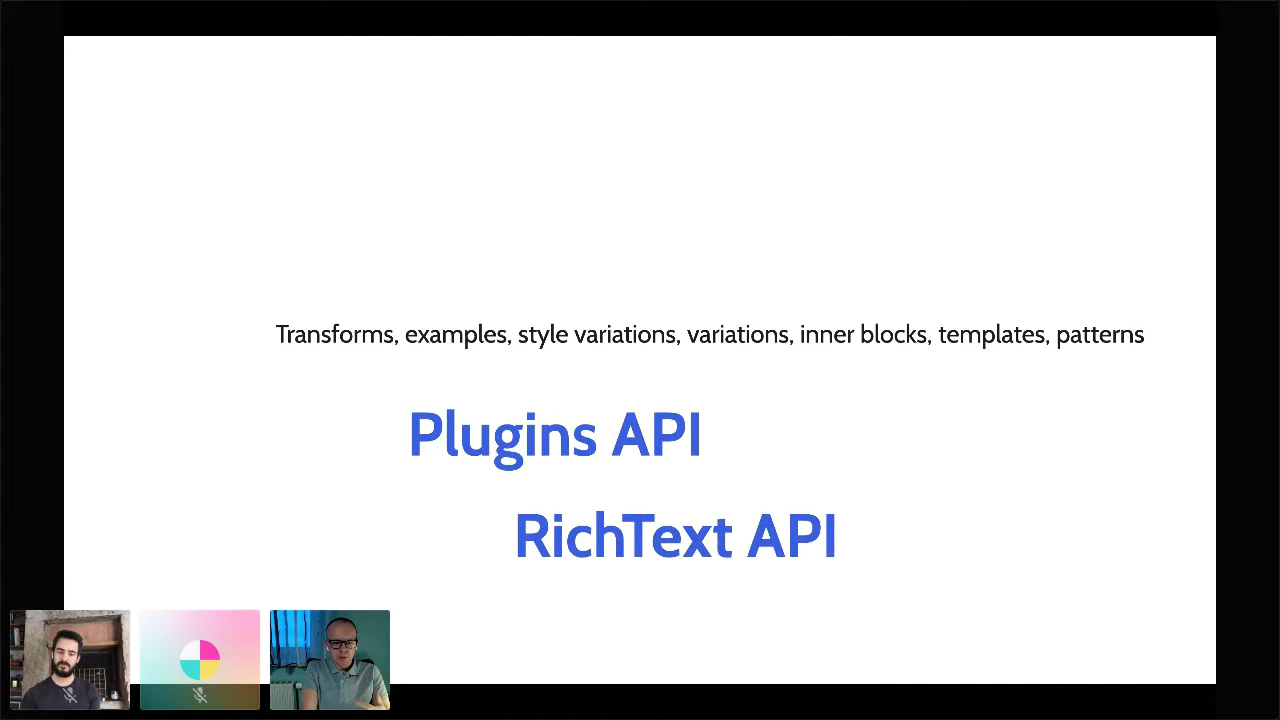 Transforms, examples, style variations, variations, inner blocks, templates, patterns
Plugins API
RichText API